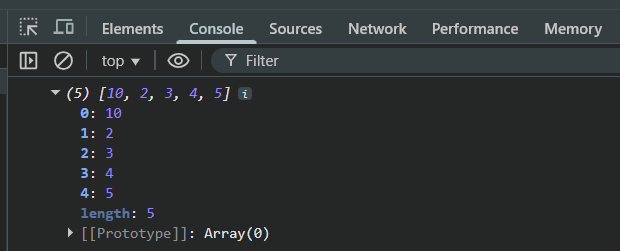 Elements Console Sources Network Performance Memory
top ▼ Filter
▼ (5) [10, 2, 3, 4, 5] i
0: 10
1: 2
2: 3
3: 4
4: 5
length: 5
▶ [[Prototype]]: Array(0)